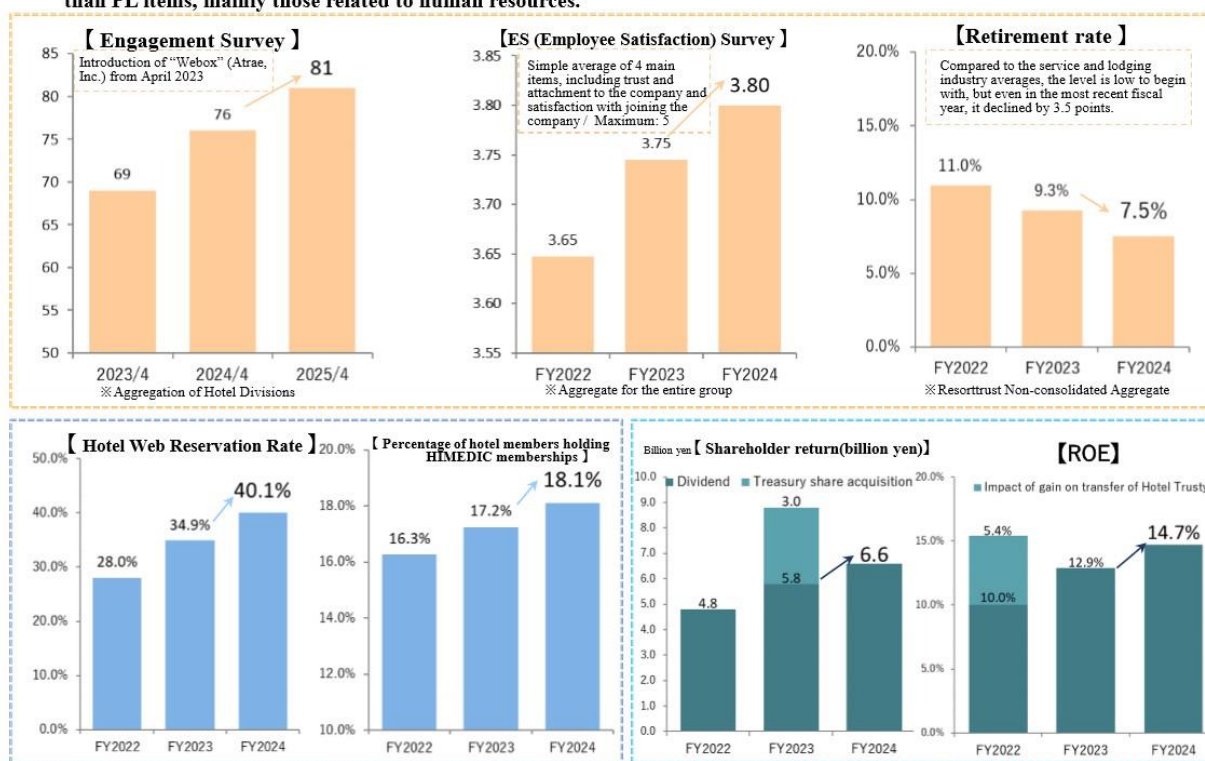 than PL items, mainly those related to human resources.
【 Engagement Survey 】
Introduction of “Webox” (Atrae,
Inc.) from April 2023
85
80
75
70
65
60
55
50
69
76
81
2023/4
2024/4
2025/4
※Aggregation of Hotel Divisions
【ES (Employee Satisfaction) Survey 】
Simple average of 4 main
items, including trust and
attachment to the company and
satisfaction with joining the
company / Maximum: 5
3.85
3.80
3.75
3.70
3.65
3.60
3.55
3.65
3.75
3.80
FY2022
FY2023
FY2024
※Aggregate for the entire group
【Retirement rate 】
Compared to the service and lodging
industry averages, the level is low to begin
with, but even in the most recent fiscal
year, it declined by 3.5 points.
20.0%
15.0%
10.0%
5.0%
0.0%
11.0%
9.3%
7.5%
FY2022
FY2023
FY2024
※Resorttrust Non-consolidated Aggregate
【 Hotel Web Reservation Rate 】
50.0%
40.0%
30.0%
20.0%
10.0%
0.0%
28.0%
34.9%
40.1%
FY2022
FY2023
FY2024
【 Percentage of hotel members holding
HIMEDIC memberships 】
20.0%
18.0%
16.0%
14.0%
12.0%
10.0%
16.3%
17.2%
18.1%
FY2022
FY2023
FY2024
Billion yen【 Shareholder return(billion yen)】
Dividend
Treasury share acquisition
10.0
9.0
8.0
7.0
6.0
5.0
4.0
3.0
2.0
1.0
0.0
4.8
3.0
5.8
6.6
FY2022
FY2023
FY2024
【ROE】
Impact of gain on transfer of Hotel Trusty
20.0%
15.0%
10.0%
5.0%
0.0%
5.4%
10.0%
12.9%
14.7%
FY2022
FY2023
FY2024